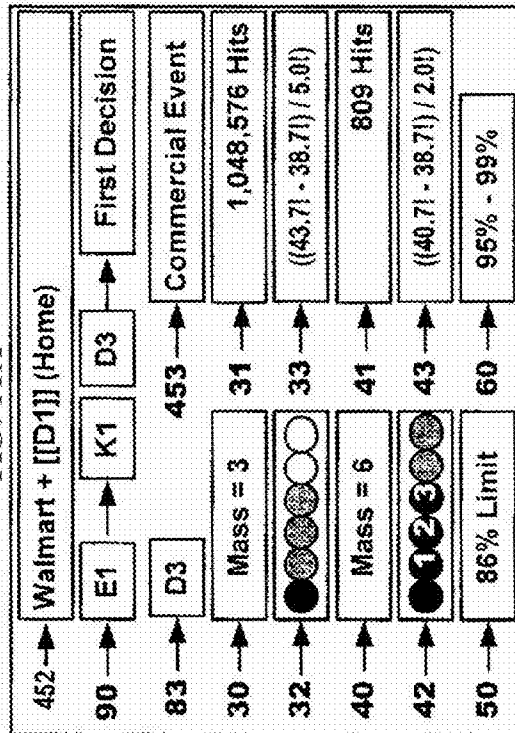 452 Walmart + [[D1]] (Home)
90 E1 K1 D3 First Decision
83 D3 453 Commercial Event
30 Mass = 3 31 1,048,576 Hits
32 33 ((43.7! - 38.7!) / 5.0!)
40 Mass = 6 41 809 Hits
42 1 2 3 43 ((40.7! - 38.7!) / 2.0!)
50 86% Limit 60 95% - 99%